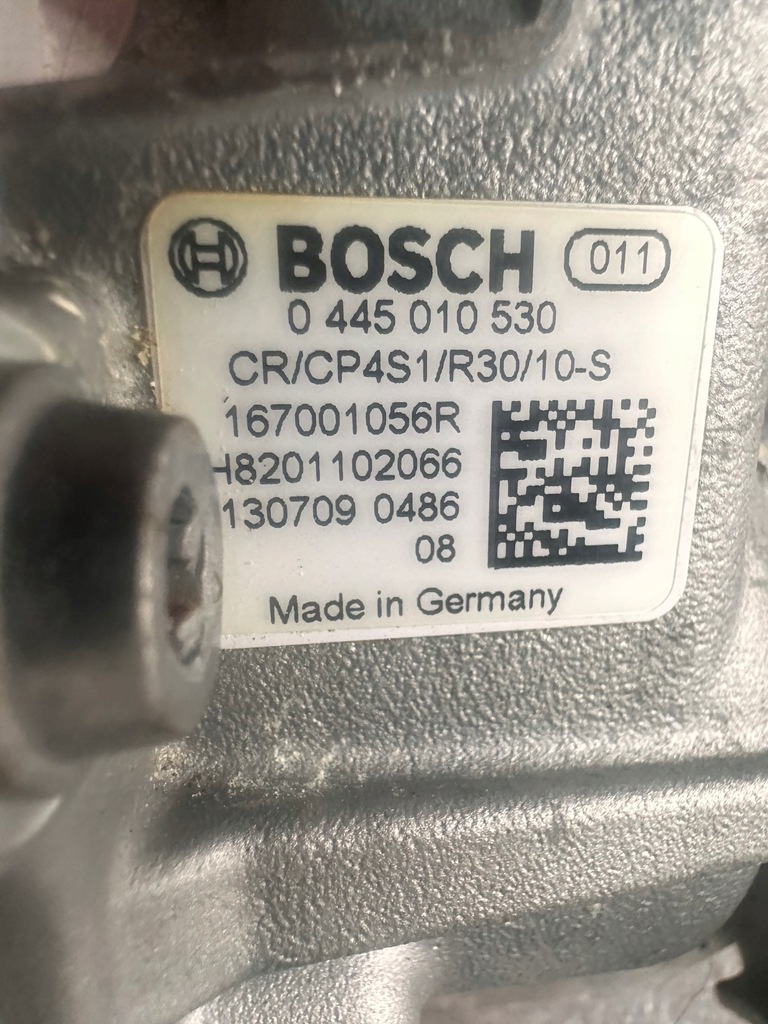 BOSCH 011
0 445 010 530
CR/CP4S1/R30/10-S
167001056R
H8201102066
130709 0486
08
Made in Germany